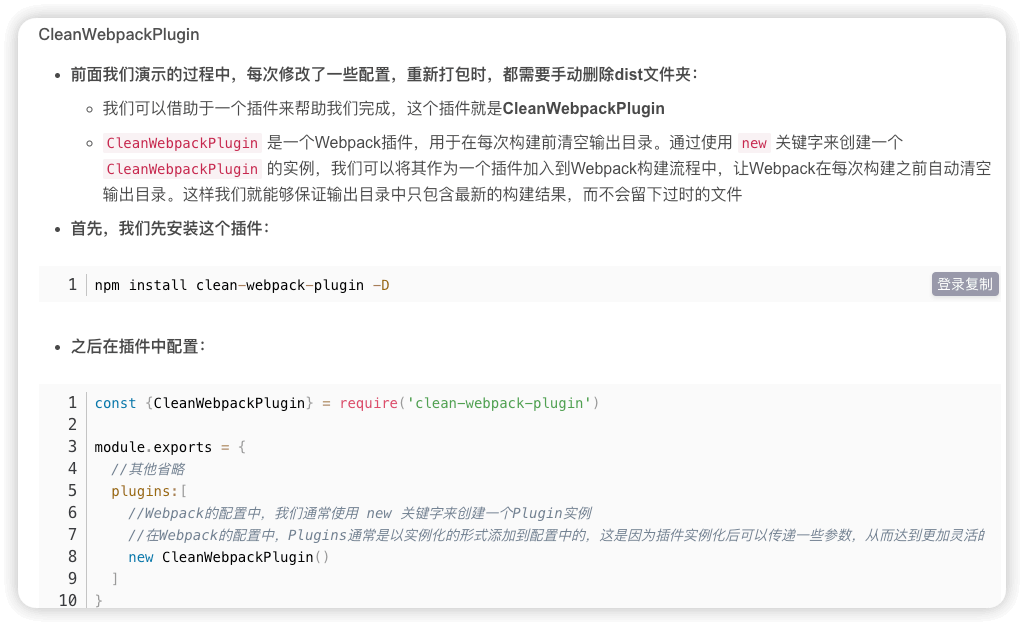 CleanWebpackPlugin
前面我们演示的过程中，每次修改了一些配置，重新打包时，都需要手动删除dist文件夹：
我们可以借助于一个插件来帮助我们完成，这个插件就是CleanWebpackPlugin
CleanWebpackPlugin 是一个Webpack插件，用于在每次构建前清空输出目录。通过使用 new 关键字来创建一个
CleanWebpackPlugin 的实例，我们可以将其作为一个插件加入到Webpack构建流程中，让Webpack在每次构建之前自动清空
输出目录。这样我们就能够保证输出目录中只包含最新的构建结果，而不会留下过时的文件
首先，我们先安装这个插件：
1 npm install clean-webpack-plugin -D 登录复制
之后在插件中配置：
1 const {CleanWebpackPlugin} = require('clean-webpack-plugin')
2
3 module.exports = {
4 //其他省略
5 plugins:[
6 //Webpack的配置中，我们通常使用 new 关键字来创建一个Plugin实例
7 //在Webpack的配置中，Plugins通常是以实例化的形式添加到配置中的，这是因为插件实例化后可以传递一些参数，从而达到更加灵活的
8 new CleanWebpackPlugin()
9 ]
10 }